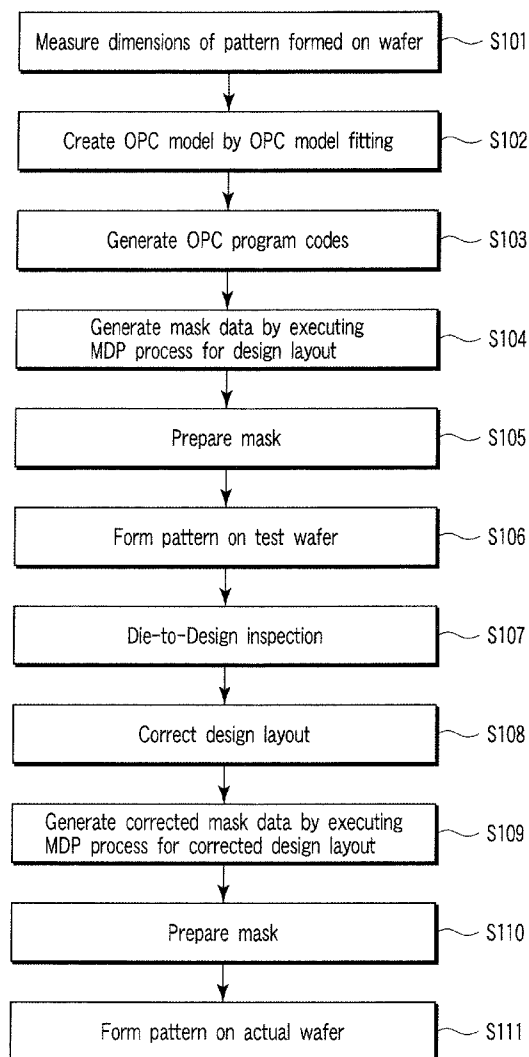 Measure dimensions of pattern formed on wafer S101
Create OPC model by OPC model fitting S102
Generate OPC program codes S103
Generate mask data by executing
MDP process for design layout S104
Prepare mask S105
Form pattern on test wafer S106
Die-to-Design inspection S107
Correct design layout S108
Generate corrected mask data by executing
MDP process for corrected design layout S109
Prepare mask S110
Form pattern on actual wafer S111